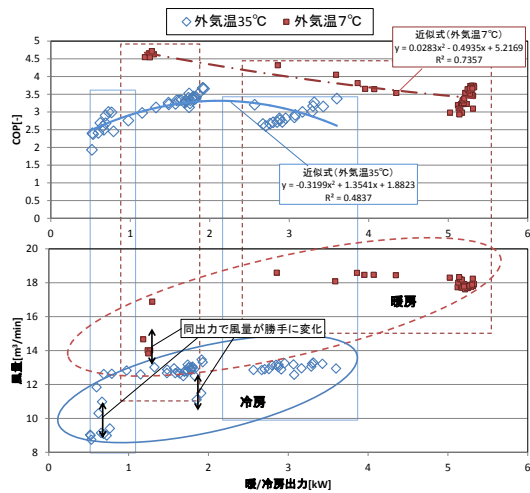 外気温35℃ 外気温7℃
近似式(外気温7℃)
y = 0.0283x² - 0.4935x + 5.2169
R² = 0.7357
COP[-]
5
4.5
4
3.5
3
2.5
2
1.5
1
0.5
0
近似式(外気温35℃)
y = -0.3199x² + 1.3541x + 1.8823
R² = 0.4837
0 1 2 3 4 5 6
風量[m³/min]
20
18
16
14
12
10
8
暖房
同出力で風量が勝手に変化
冷房
0 1 2 3 4 5 6
暖/冷房出力[kW]